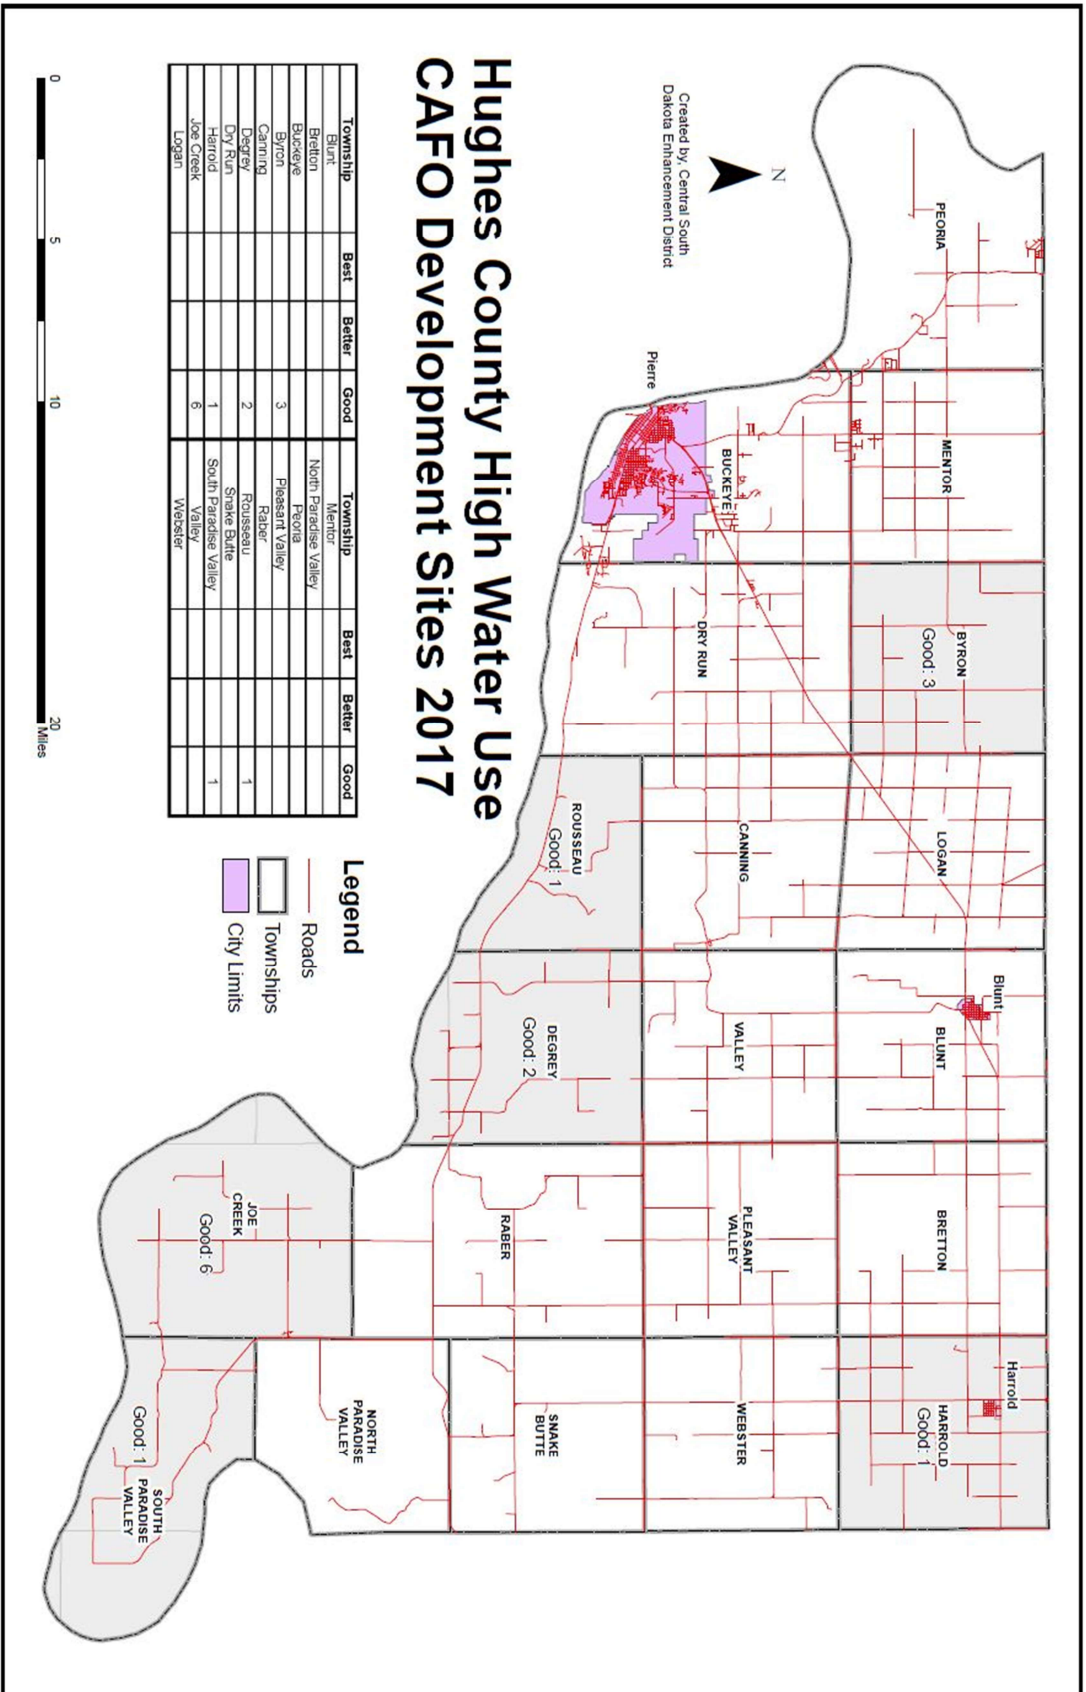 Harrold
Blunt
PEORIA
MENTOR
BYRON
Good: 3
LOGAN
BLUNT
BRETTON
HARROLD
Good: 1
BUCKEYE
DRY RUN
CANNING
VALLEY
PLEASANT
VALLEY
WEBSTER
N
Created by, Central South
Dakota Enhancement District
Pierre
ROUSSEAU
Good: 1
DEGREY
Good: 2
RABER
SNAKE
BUTTE
Hughes County High Water Use
CAFO Development Sites 2017
NORTH
PARADISE
VALLEY
JOE
CREEK
Good: 6
Good: 1
SOUTH
PARADISE
VALLEY
Township Best Better Good Township Best Better Good
Blunt Mentor
Bretton North Paradise Valley
Buckeye Peoria
Byron 3 Pleasant Valley
Canning Raber
Degrey 2 Rousseau 1
Dry Run Snake Butte
Harrold 1 South Paradise Valley 1
Joe Creek 6 Valley
Logan Webster
Legend
Roads
Townships
City Limits
0 5 10 20
Miles